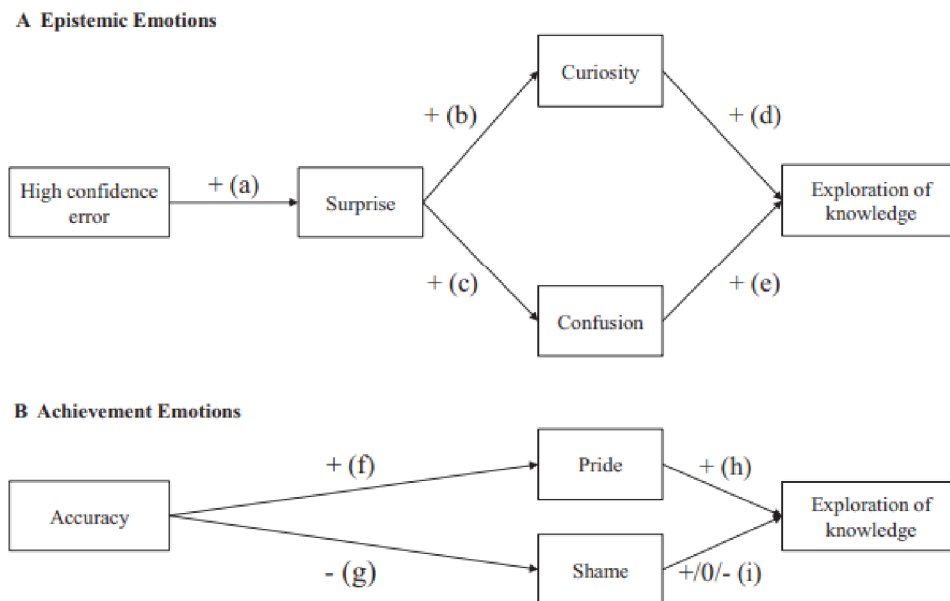 A Epistemic Emotions
Curiosity
+ (b)
+ (d)
High confidence
error
+ (a)
Surprise
Exploration of
knowledge
+ (c)
+ (e)
Confusion
B Achievement Emotions
+ (f)
Pride
+ (h)
Accuracy
Exploration of
knowledge
- (g)
Shame
+/0/- (i)